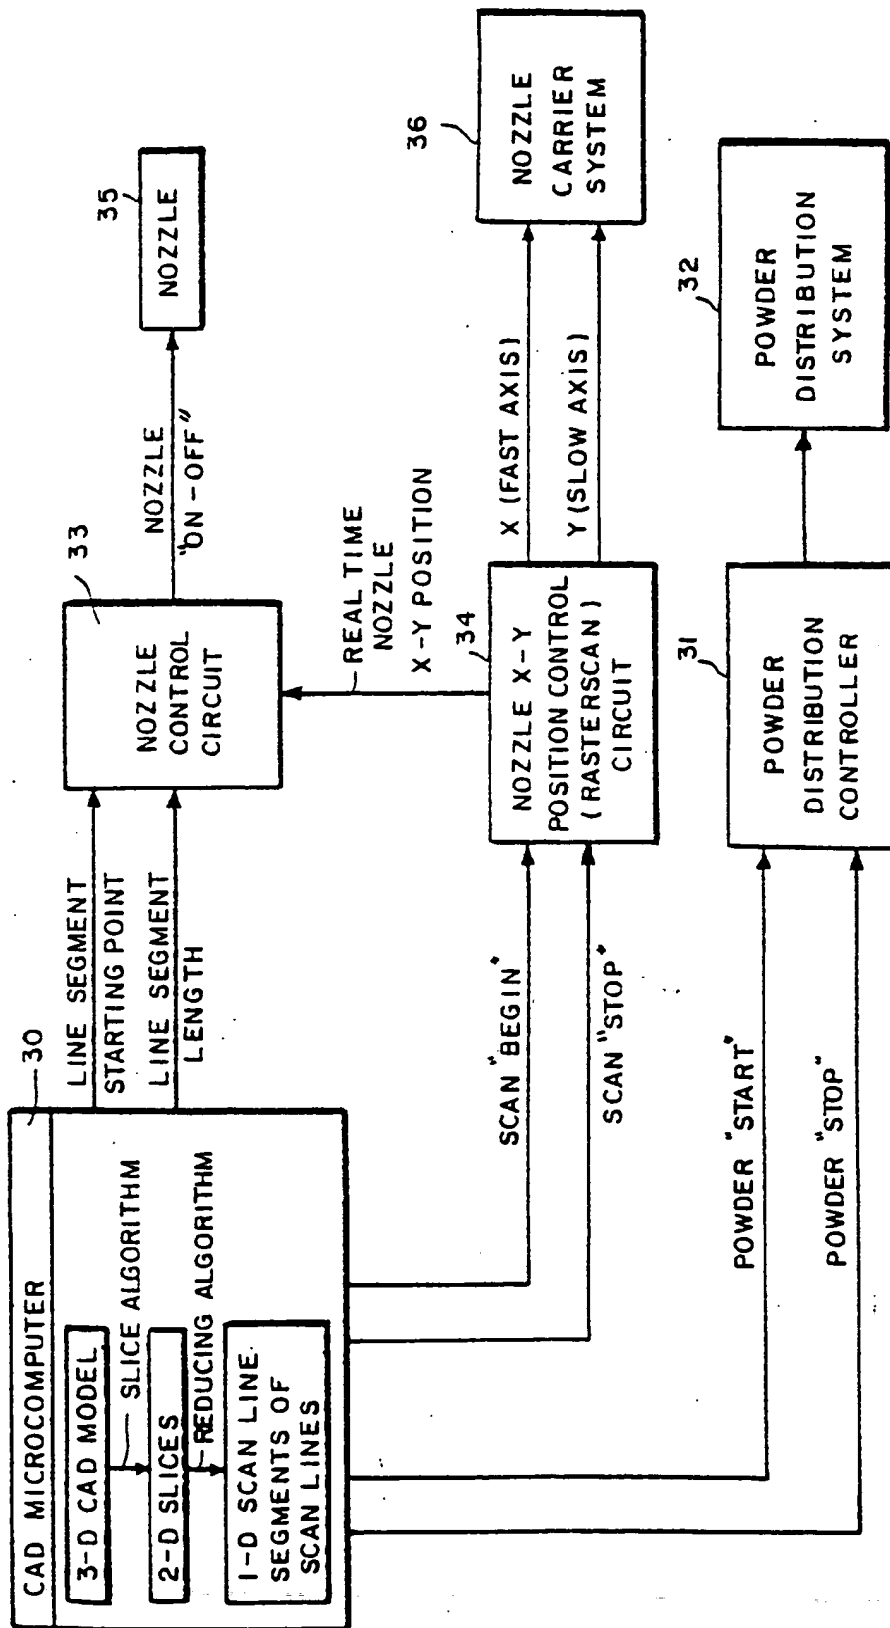 CAD MICROCOMPUTER
30
3-D CAD MODEL
SLICE ALGORITHM
2-D SLICES
REDUCING ALGORITHM
1-D SCAN LINE
SEGMENTS OF
SCAN LINES
LINE SEGMENT
STARTING POINT
LINE SEGMENT
LENGTH
33
NOZZLE
CONTROL
CIRCUIT
NOZZLE
"ON-OFF"
35
NOZZLE
REAL TIME
NOZZLE
X-Y POSITION
SCAN "BEGIN"
SCAN "STOP"
34
NOZZLE X-Y
POSITION CONTROL
(RASTERSCAN)
CIRCUIT
X (FAST AXIS)
Y (SLOW AXIS)
36
NOZZLE
CARRIER
SYSTEM
POWDER "START"
POWDER "STOP"
31
POWDER
DISTRIBUTION
CONTROLLER
32
POWDER
DISTRIBUTION
SYSTEM